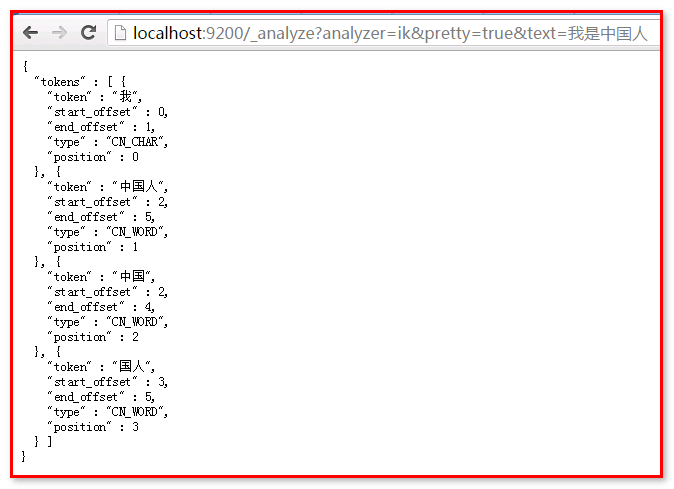 localhost:9200/_analyze?analyzer=ik&pretty=true&text=我是中国人
{
  "tokens" : [ {
    "token" : "我",
    "start_offset" : 0,
    "end_offset" : 1,
    "type" : "CN_CHAR",
    "position" : 0
  }, {
    "token" : "中国人",
    "start_offset" : 2,
    "end_offset" : 5,
    "type" : "CN_WORD",
    "position" : 1
  }, {
    "token" : "中国",
    "start_offset" : 2,
    "end_offset" : 4,
    "type" : "CN_WORD",
    "position" : 2
  }, {
    "token" : "国人",
    "start_offset" : 3,
    "end_offset" : 5,
    "type" : "CN_WORD",
    "position" : 3
  } ]
}